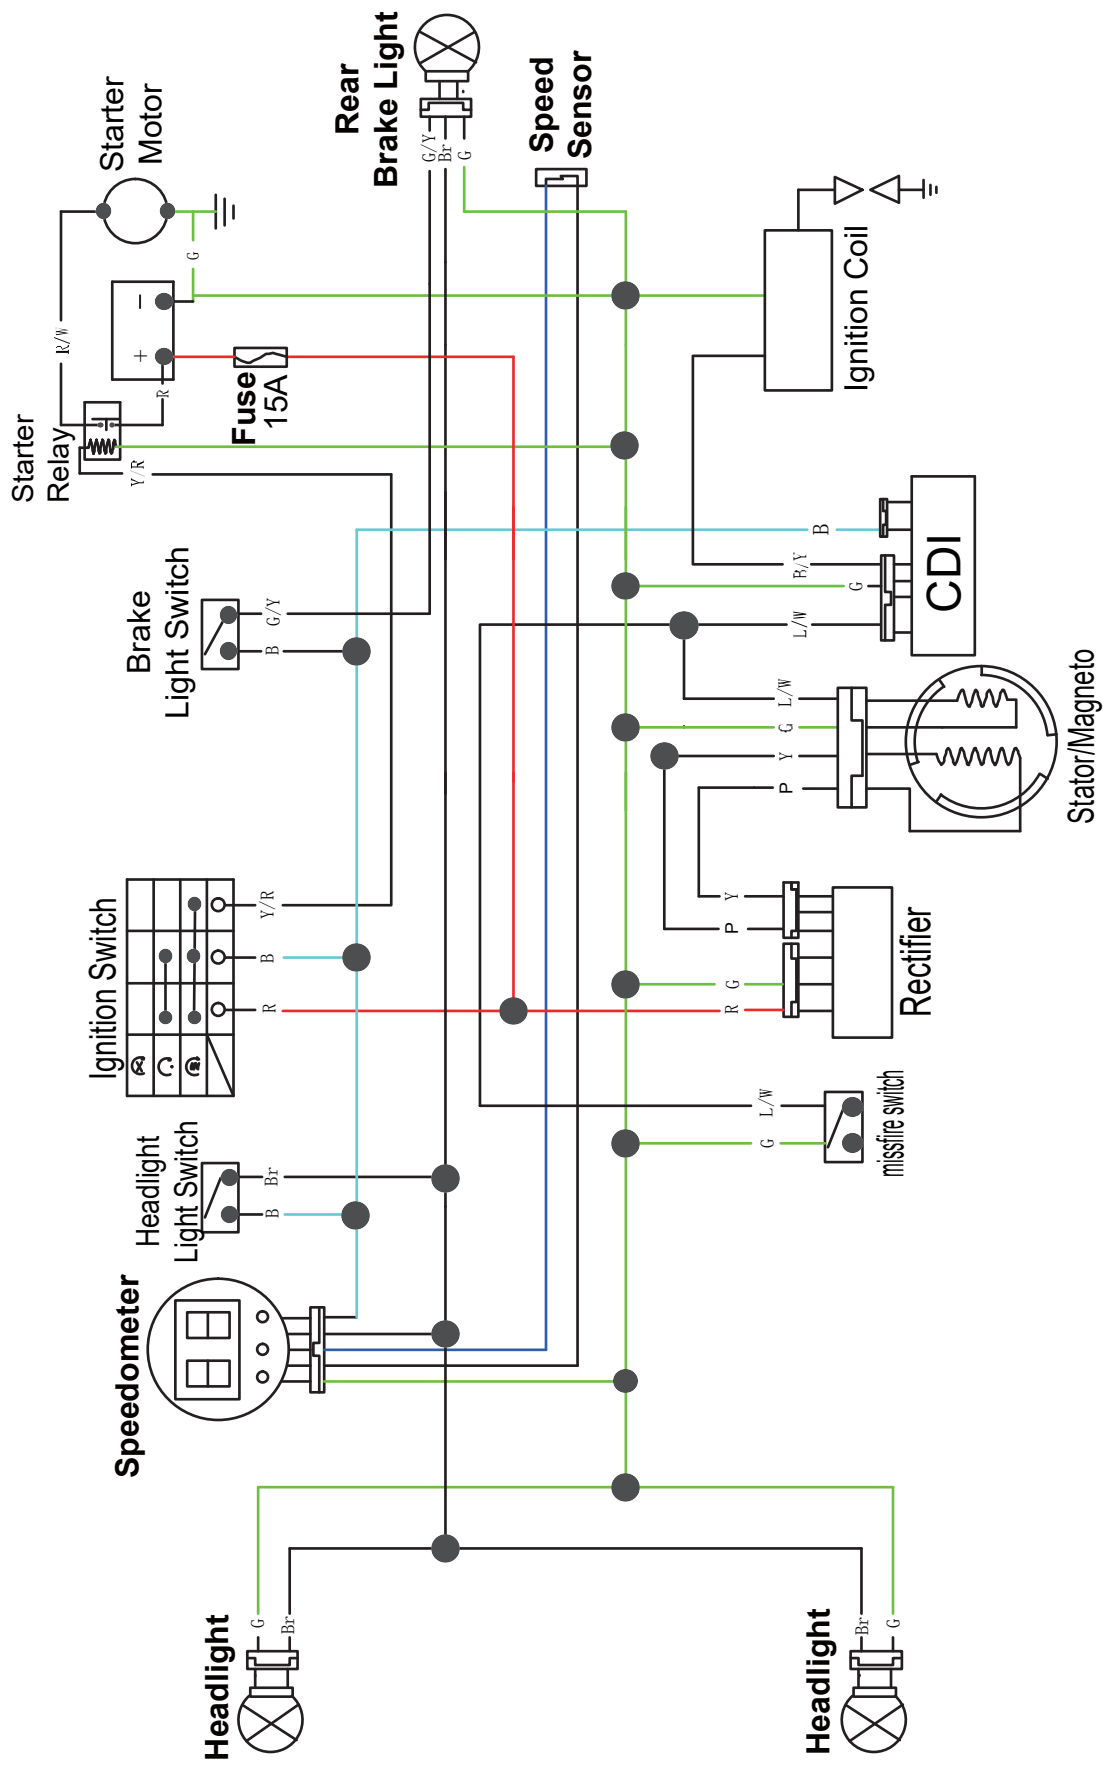 Starter
Motor
Rear
Brake Light
Speed
Sensor
G/Y
Br
G
G
R/W
+
-
R
Fuse
15A
Starter
Relay
Y/R
Ignition Coil
Brake
Light Switch
G/Y
B
B
B/Y
G
L/W
CDI
L/W
G
Y
P
Stator/Magneto
Ignition Switch
Y/R
B
R
Y
P
G
R
Rectifier
L/W
G
missfire switch
Headlight
Light Switch
Br
B
Speedometer
G
Br
Headlight
Br
G
Headlight